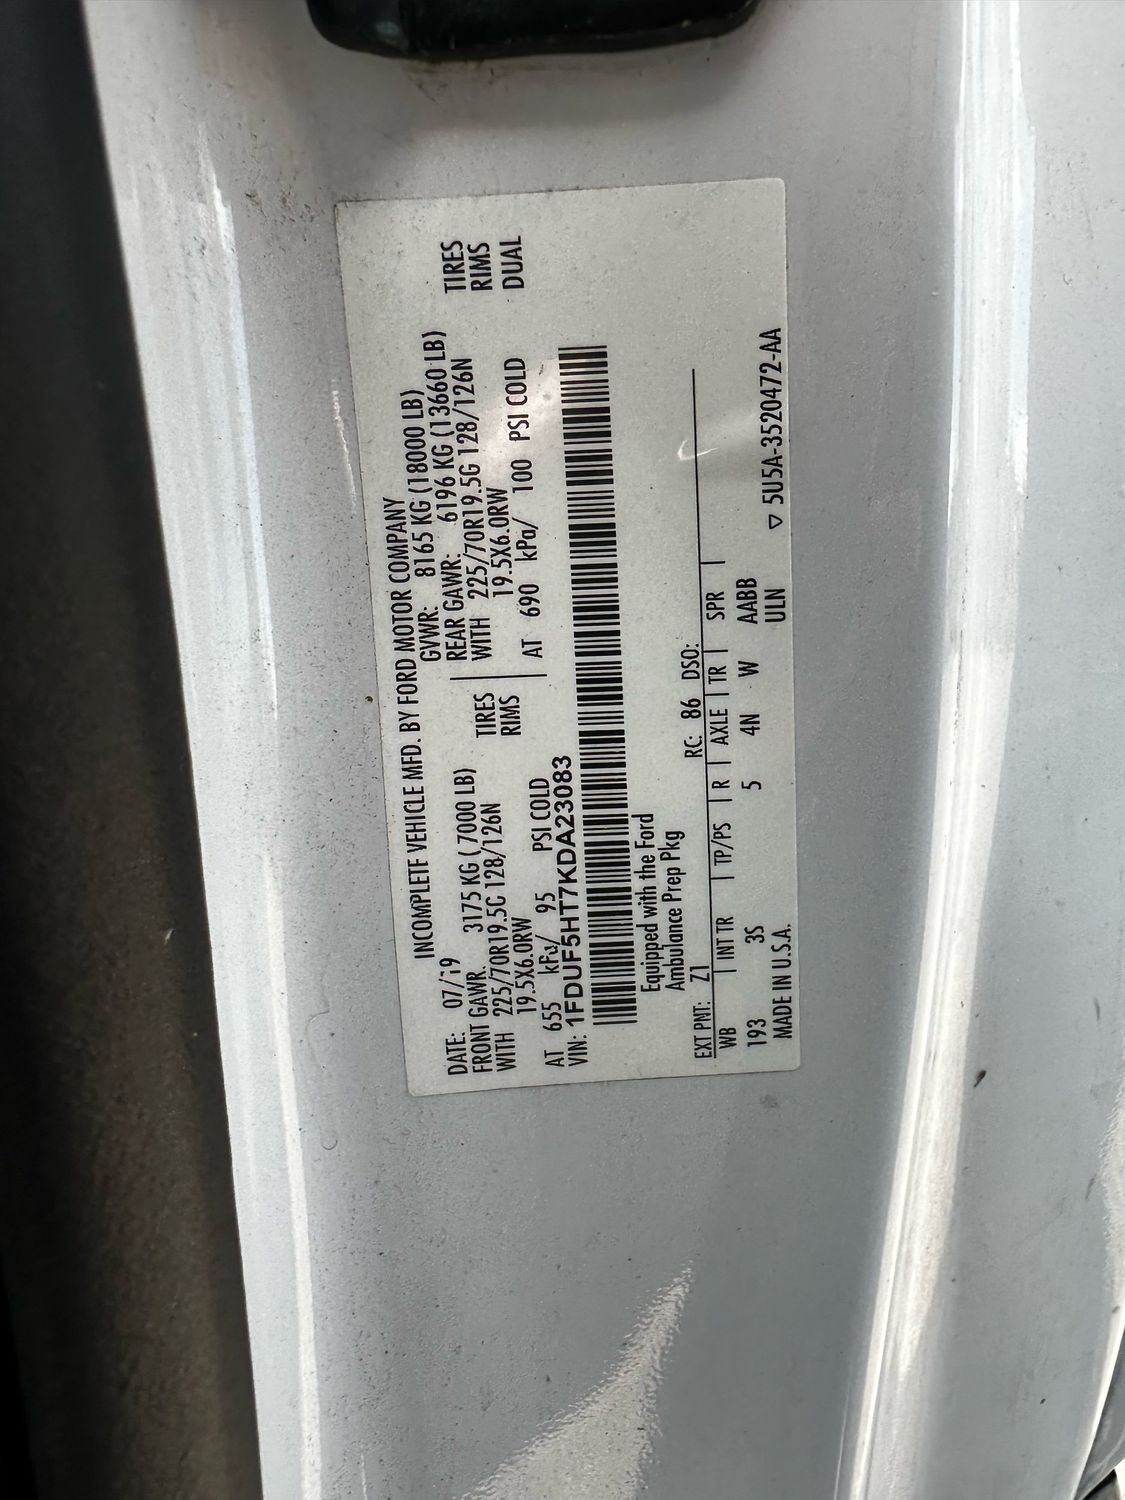 INCOMPLETE VEHICLE MFD. BY FORD MOTOR COMPANY
DATE: 07/19 GVWR: 8165 KG (18000 LB)
FRONT GAWR: 3175 KG ( 7000 LB) REAR GAWR: 6196 KG (13660 LB)
WITH 225/70R19.5G 128/126N TIRES WITH 225/70R19.5G 128/126N TIRES
19.5X6.0RW RIMS 19.5X6.0RW RIMS
AT 655 kPa/ 95 PSI COLD AT 690 kPa/ 100 PSI COLD DUAL
VIN: 1FDUF5HT7KDA23083
Equipped with the Ford
Ambulance Prep Pkg
EXT PNT: Z1 RC: 86 DSO:
WB | INT TR | TP/PS | R | AXLE | TR | SPR |
193 3S 5 4N W AABB
MADE IN U.S.A. ULN ▽ 5U5A-3520472-AA